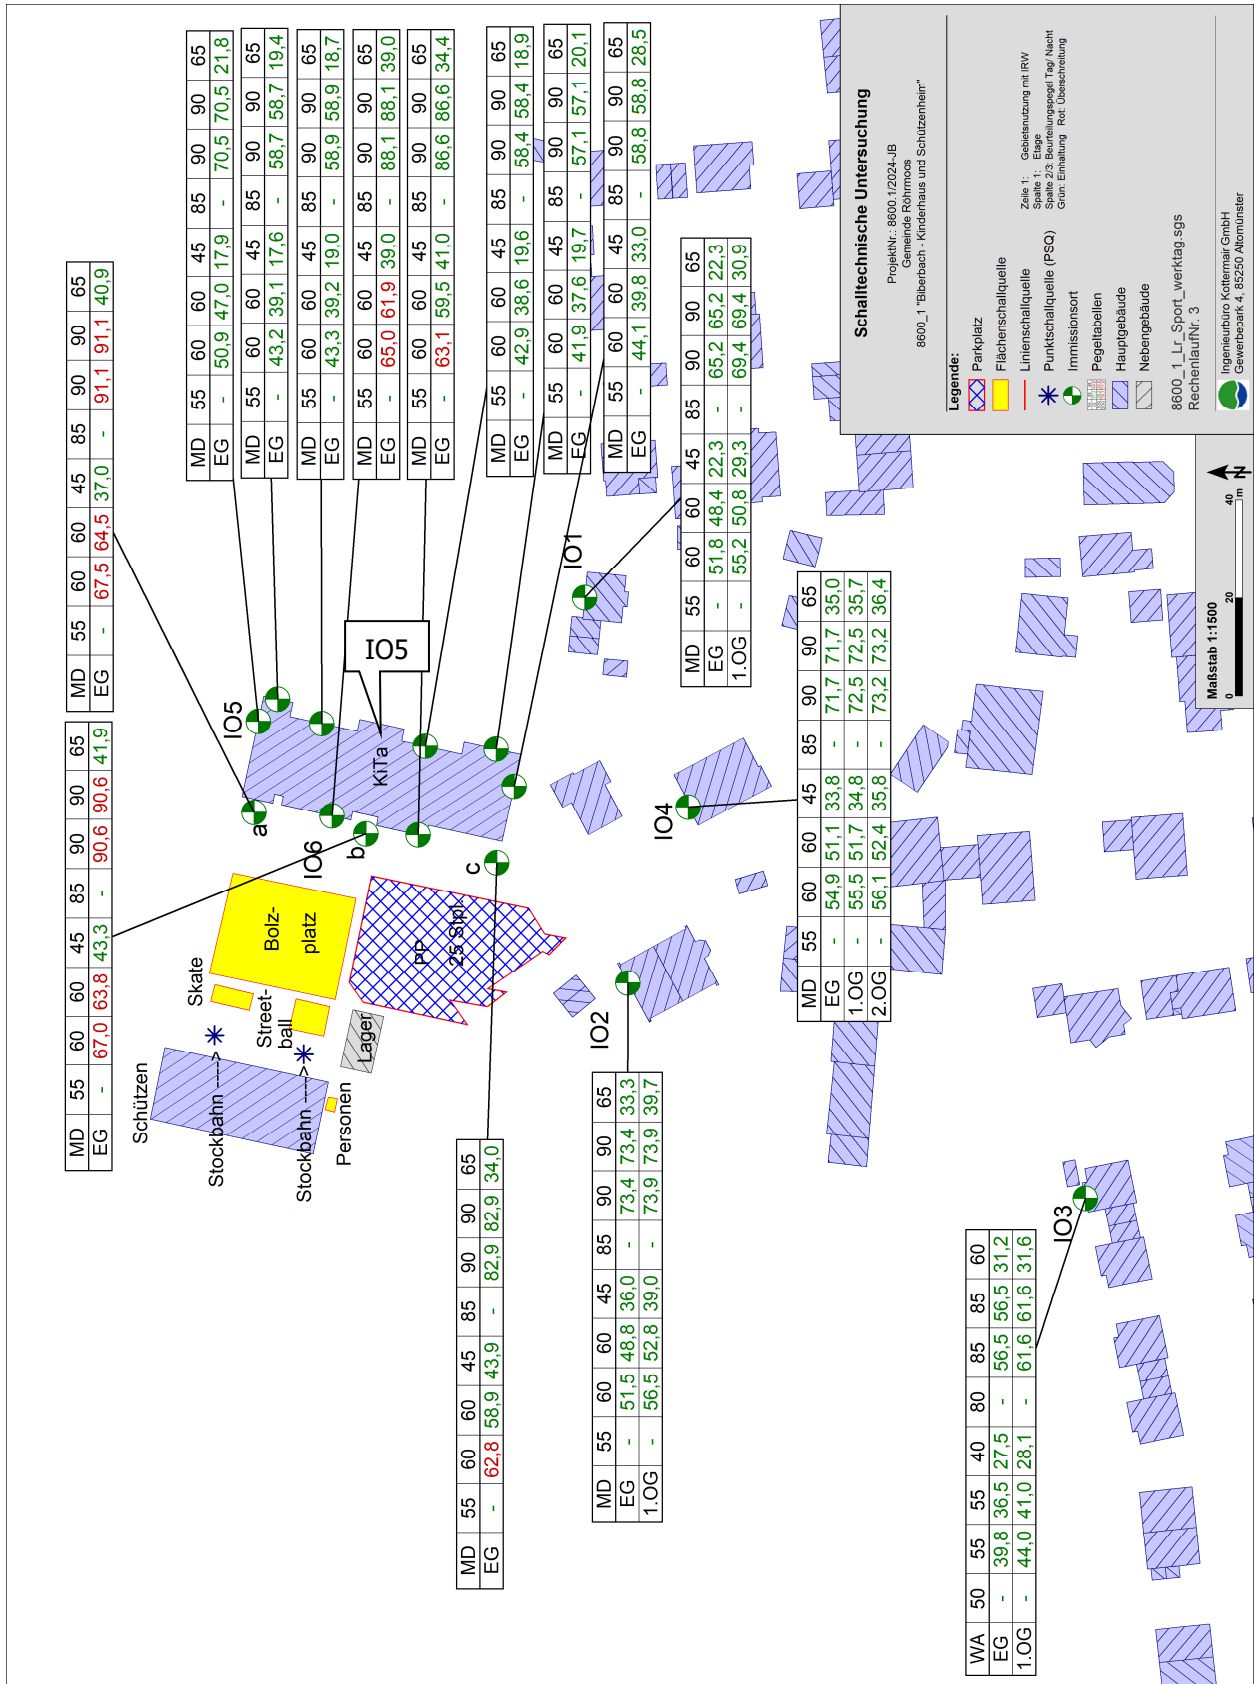 MD 55 60 60 45 85 90 90 65
EG - 67,0 63,8 43,3 - 90,6 90,6 41,9
MD 55 60 60 45 85 90 90 65
EG - 67,5 64,5 37,0 - 91,1 91,1 40,9
MD 55 60 60 45 85 90 90 65
EG - 50,9 47,0 17,9 - 70,5 70,5 21,8
MD 55 60 60 45 85 90 90 65
EG - 43,2 39,1 17,6 - 58,7 58,7 19,4
MD 55 60 60 45 85 90 90 65
EG - 43,3 39,2 19,0 - 58,9 58,9 18,7
MD 55 60 60 45 85 90 90 65
EG - 65,0 61,9 39,0 - 88,1 88,1 39,0
MD 55 60 60 45 85 90 90 65
EG - 63,1 59,5 41,0 - 86,6 86,6 34,4
MD 55 60 60 45 85 90 90 65
EG - 42,9 38,6 19,6 - 58,4 58,4 18,9
MD 55 60 60 45 85 90 90 65
EG - 41,9 37,6 19,7 - 57,1 57,1 20,1
MD 55 60 60 45 85 90 90 65
EG - 44,1 39,8 33,0 - 58,8 58,8 28,5
Schützen
Skate
Stockbahn ---->
Street-
ball
Bolz-
platz
Stockbahn ---->
Personen
Lager
PP
25 Stpl.
IO5
a
IO6
b
c
KiTa
IO5
MD 55 60 60 45 85 90 90 65
EG - 62,8 58,9 43,9 - 82,9 82,9 34,0
IO1
MD 55 60 60 45 85 90 90 65
EG - 51,8 48,4 22,3 - 65,2 65,2 22,3
1.OG - 55,2 50,8 29,3 - 69,4 69,4 30,9
IO2
MD 55 60 60 45 85 90 90 65
EG - 51,5 48,8 36,0 - 73,4 73,4 33,3
1.OG - 56,5 52,8 39,0 - 73,9 73,9 39,7
IO4
MD 55 60 60 45 85 90 90 65
EG - 54,9 51,1 33,8 - 71,7 71,7 35,0
1.OG - 55,5 51,7 34,8 - 72,5 72,5 35,7
2.OG - 56,1 52,4 35,8 - 73,2 73,2 36,4
IO3
WA 50 55 55 40 80 85 85 60
EG - 39,8 36,5 27,5 - 56,5 56,5 31,2
1.OG - 44,0 41,0 28,1 - 61,6 61,6 31,6
Schalltechnische Untersuchung
ProjektNr.: 8600.1/2024-JB
Gemeinde Röhrmoos
8600_1 "Biberbach - Kinderhaus und Schützenheim"
Legende:
Parkplatz
Flächenschallquelle
Linienschallquelle
Punktschallquelle (PSQ)
Immissionsort
Pegeltabellen
Hauptgebäude
Nebengebäude
Zeile 1: Gebietsnutzung mit IRW
Spalte 1: Etage
Spalte 2/3: Beurteilungspegel Tag/ Nacht
Grün: Einhaltung Rot: Überschreitung
8600_1_Lr_Sport_werktag.sgs
RechenlaufNr. 3
Ingenieurbüro Kottermair GmbH
Gewerbepark 4, 85250 Altomünster
Maßstab 1:1500
0 20 40
m
N